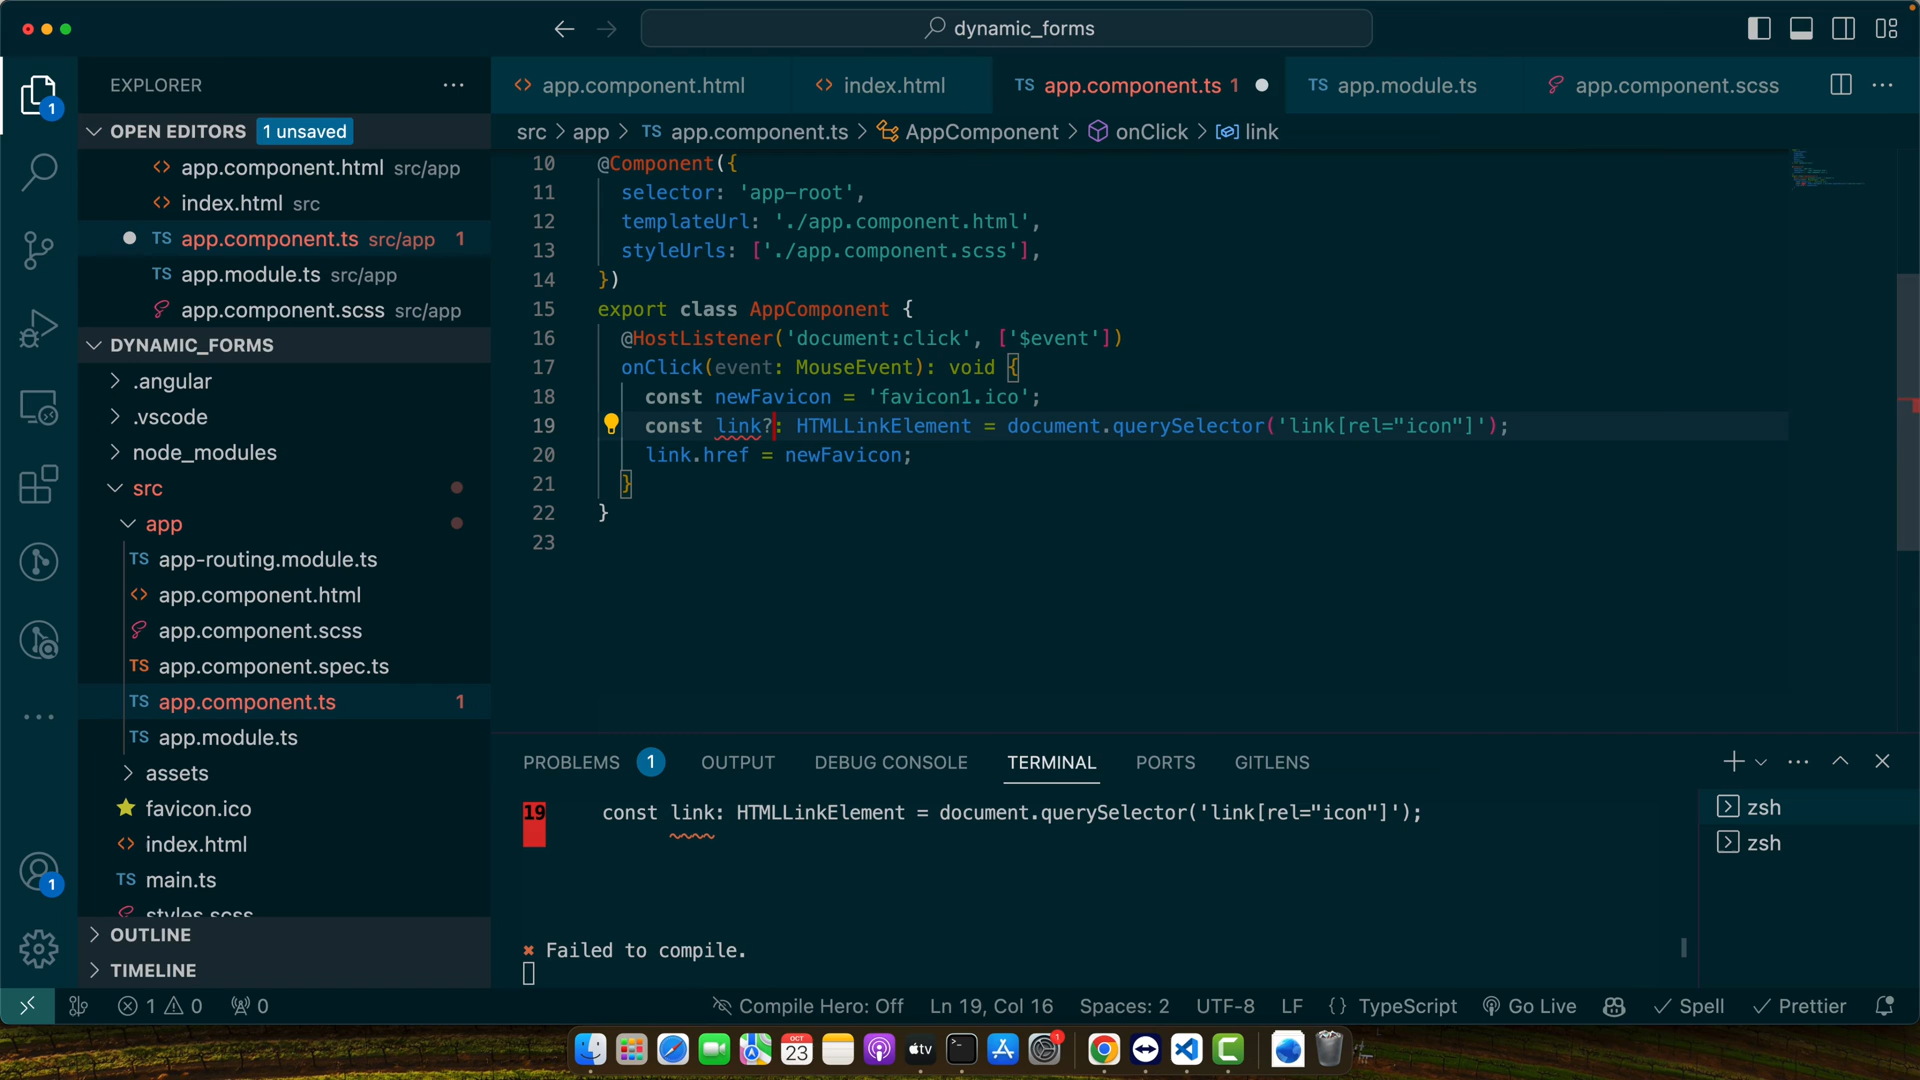 dynamic_forms
EXPLORER
OPEN EDITORS 1 unsaved
app.component.html src/app
index.html src
TS app.component.ts src/app 1
TS app.module.ts src/app
app.component.scss src/app
DYNAMIC_FORMS
.angular
.vscode
node_modules
src
app
TS app-routing.module.ts
app.component.html
app.component.scss
TS app.component.spec.ts
TS app.component.ts 1
TS app.module.ts
assets
favicon.ico
index.html
TS main.ts
styles.scss
OUTLINE
TIMELINE
1
1
app.component.html
index.html
TS app.component.ts 1
TS app.module.ts
app.component.scss
src > app > TS app.component.ts > AppComponent > onClick > link
10 @Component({
11 selector: 'app-root',
12 templateUrl: './app.component.html',
13 styleUrls: ['./app.component.scss'],
14 })
15 export class AppComponent {
16 @HostListener('document:click', ['$event'])
17 onClick(event: MouseEvent): void {
18 const newFavicon = 'favicon1.ico';
19 const link?: HTMLLinkElement = document.querySelector('link[rel="icon"]');
20 link.href = newFavicon;
21 }
22 }
23
PROBLEMS 1 OUTPUT DEBUG CONSOLE TERMINAL PORTS GITLENS
19 const link: HTMLLinkElement = document.querySelector('link[rel="icon"]');
✖ Failed to compile.
zsh
zsh
1 0 0 Compile Hero: Off Ln 19, Col 16 Spaces: 2 UTF-8 LF {} TypeScript Go Live Spell Prettier
OCT
23
tv
1